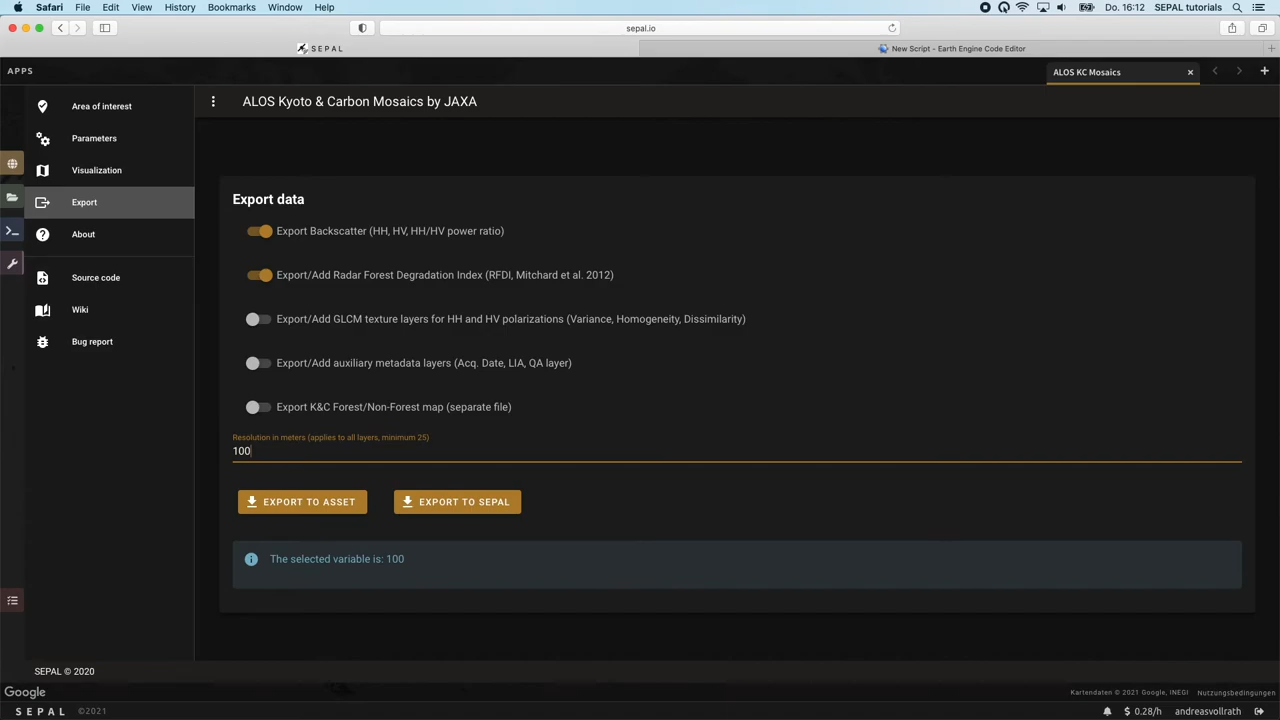 Safari File Edit View History Bookmarks Window Help
Do. 16:12 SEPAL tutorials
sepal.io
SEPAL
New Script - Earth Engine Code Editor
APPS
ALOS KC Mosaics
Area of interest
Parameters
Visualization
Export
About
Source code
Wiki
Bug report
ALOS Kyoto & Carbon Mosaics by JAXA
Export data
Export Backscatter (HH, HV, HH/HV power ratio)
Export/Add Radar Forest Degradation Index (RFDI, Mitchard et al. 2012)
Export/Add GLCM texture layers for HH and HV polarizations (Variance, Homogeneity, Dissimilarity)
Export/Add auxiliary metadata layers (Acq. Date, LIA, QA layer)
Export K&C Forest/Non-Forest map (separate file)
Resolution in meters (applies to all layers, minimum 25)
100
EXPORT TO ASSET
EXPORT TO SEPAL
The selected variable is: 100
SEPAL © 2020
Google
Kartendaten © 2021 Google, INEGI Nutzungsbedingungen
SEPAL ©2021
$ 0.28/h andreasvollrath